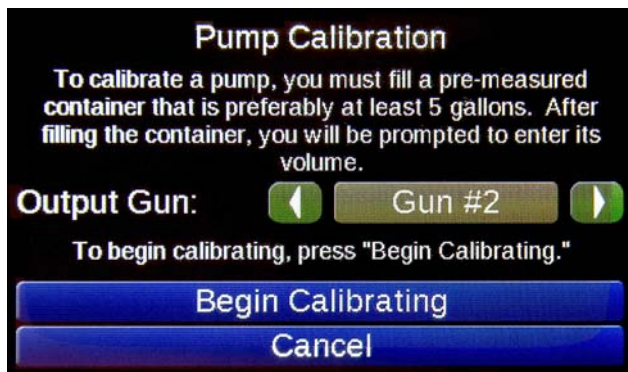 Pump Calibration
To calibrate a pump, you must fill a pre-measured
container that is preferably at least 5 gallons. After
filling the container, you will be prompted to enter its
volume.
Output Gun: Gun #2
To begin calibrating, press "Begin Calibrating."
Begin Calibrating
Cancel